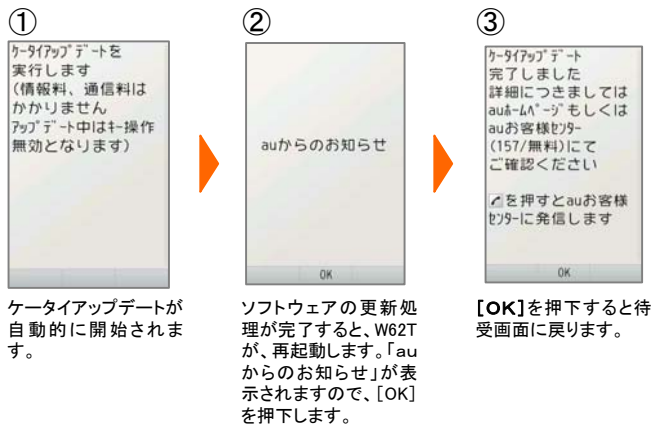 ①
ｹｰﾀｲｱｯﾌﾟﾃﾞｰﾄを
実行します
(情報料、通信料は
かかりません
ｱｯﾌﾟﾃﾞｰﾄ中はｷｰ操作
無効となります)
ケータイアップデートが
自動的に開始されま
す。
②
auからのお知らせ
OK
ソフトウェアの更新処
理が完了すると、W62T
が、再起動します。「au
からのお知らせ」が表
示されますので、[OK]
を押下します。
③
ｹｰﾀｲｱｯﾌﾟﾃﾞｰﾄ
完了しました
詳細につきましては
auﾎｰﾑﾍﾟｰｼﾞもしくは
auお客様ｾﾝﾀｰ
(157/無料)にて
ご確認ください
を押すとauお客様
ｾﾝﾀｰに発信します
OK
[OK]を押下すると待
受画面に戻ります。